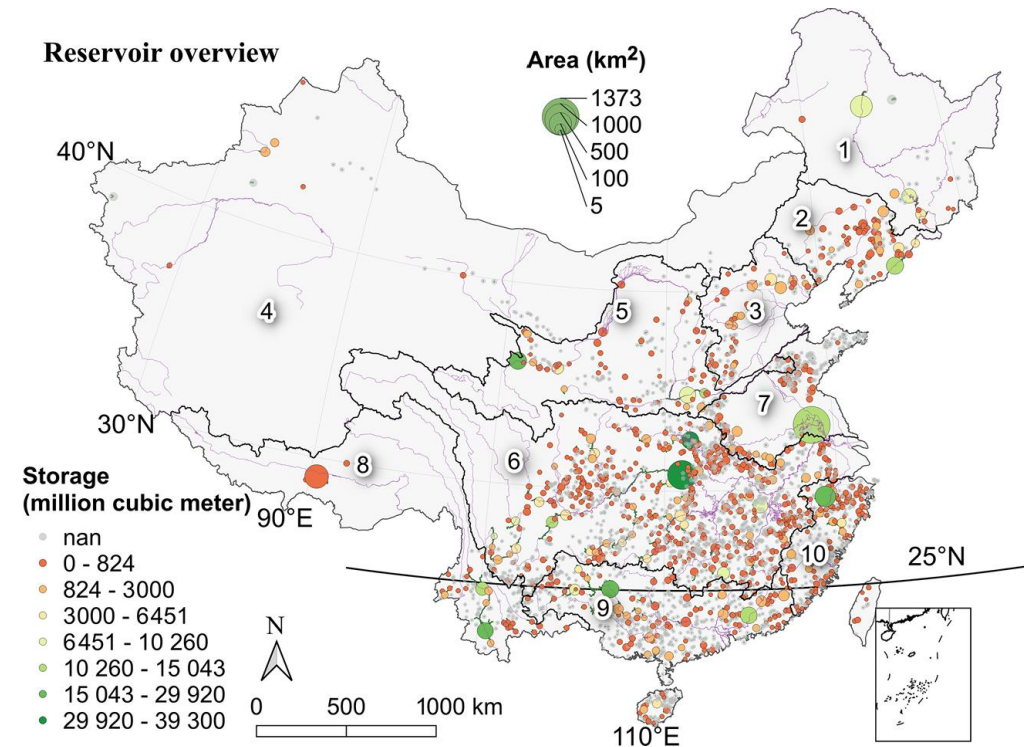 Reservoir overview
Area (km²)
1373
1000
500
100
5
40°N
1
2
3
4
5
6
7
8
9
10
30°N
90°E
25°N
110°E
Storage
(million cubic meter)
nan
0 - 824
824 - 3000
3000 - 6451
6451 - 10 260
10 260 - 15 043
15 043 - 29 920
29 920 - 39 300
N
0 500 1000 km